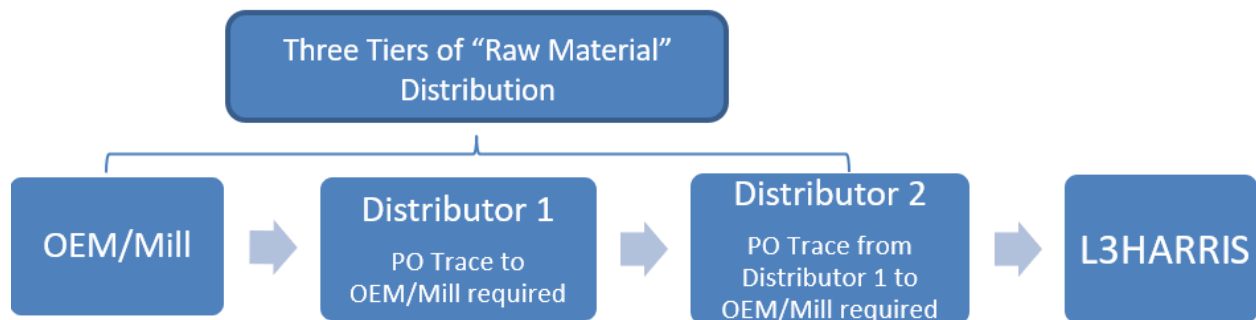 Three Tiers of “Raw Material”
Distribution
OEM/Mill
Distributor 1
PO Trace to
OEM/Mill required
Distributor 2
PO Trace from
Distributor 1 to
OEM/Mill required
L3HARRIS